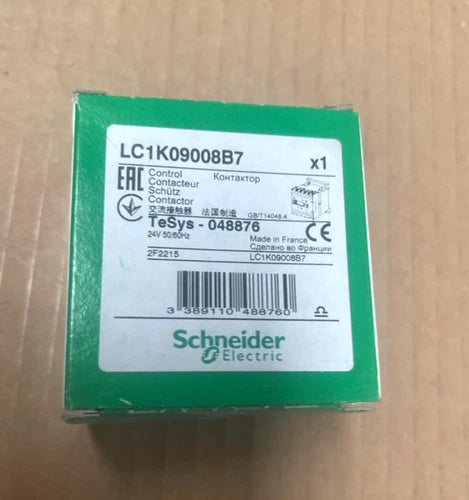 LC1K09008B7 x1
EAC Control Контактор
Contacteur
Schütz
Contactor
交流接触器 法国制造 GB/T14048.4
TeSys - 048876 CE
24V 50/60Hz Made in France
Сделано во Франции
2F2215 LC1K09008B7
3 389110 488760
Schneider
Electric